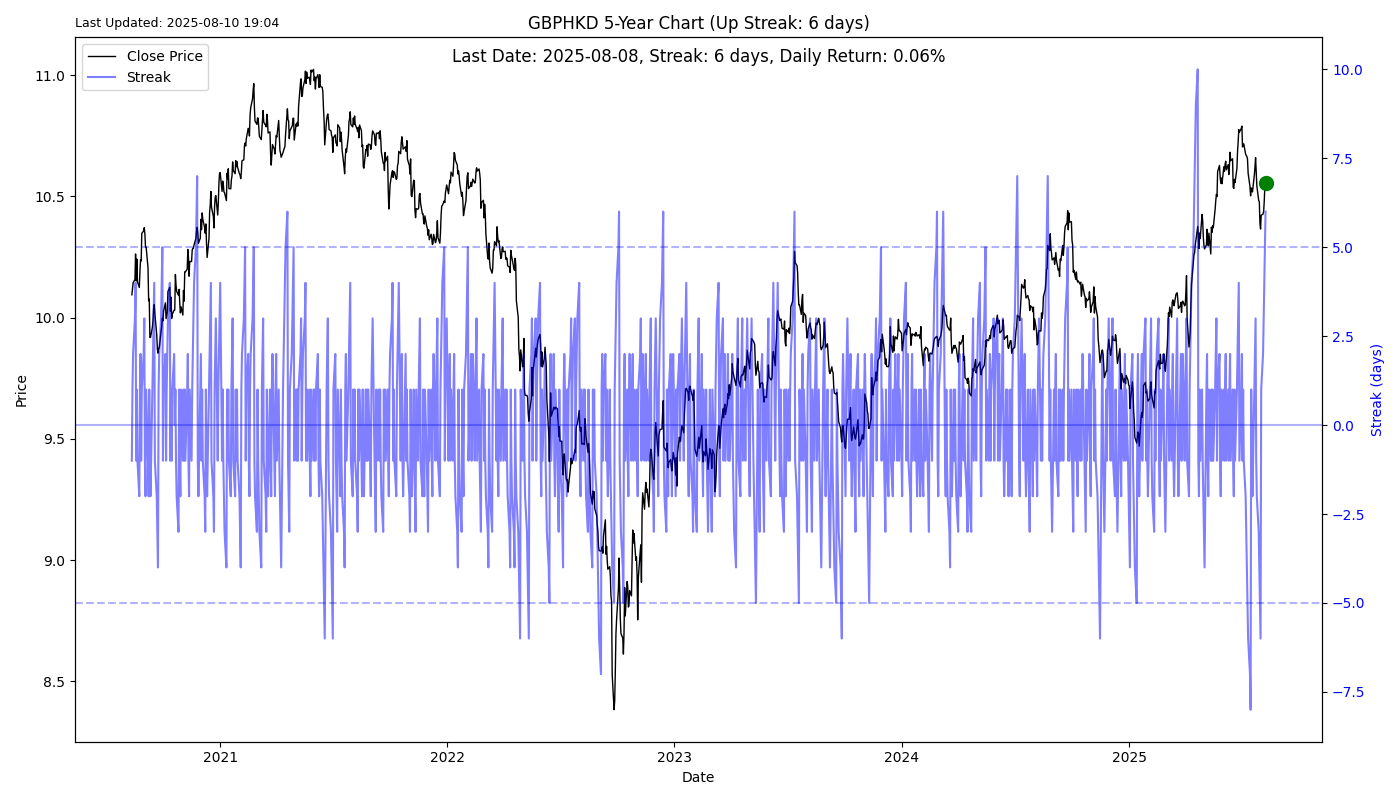 Last Updated: 2025-08-10 19:04
GBPHKD 5-Year Chart (Up Streak: 6 days)
Last Date: 2025-08-08, Streak: 6 days, Daily Return: 0.06%
Close Price
Streak
11.0
10.5
10.0
9.5
9.0
8.5
Price
10.0
7.5
5.0
2.5
0.0
−2.5
−5.0
−7.5
Streak (days)
2021
2022
2023
2024
2025
Date